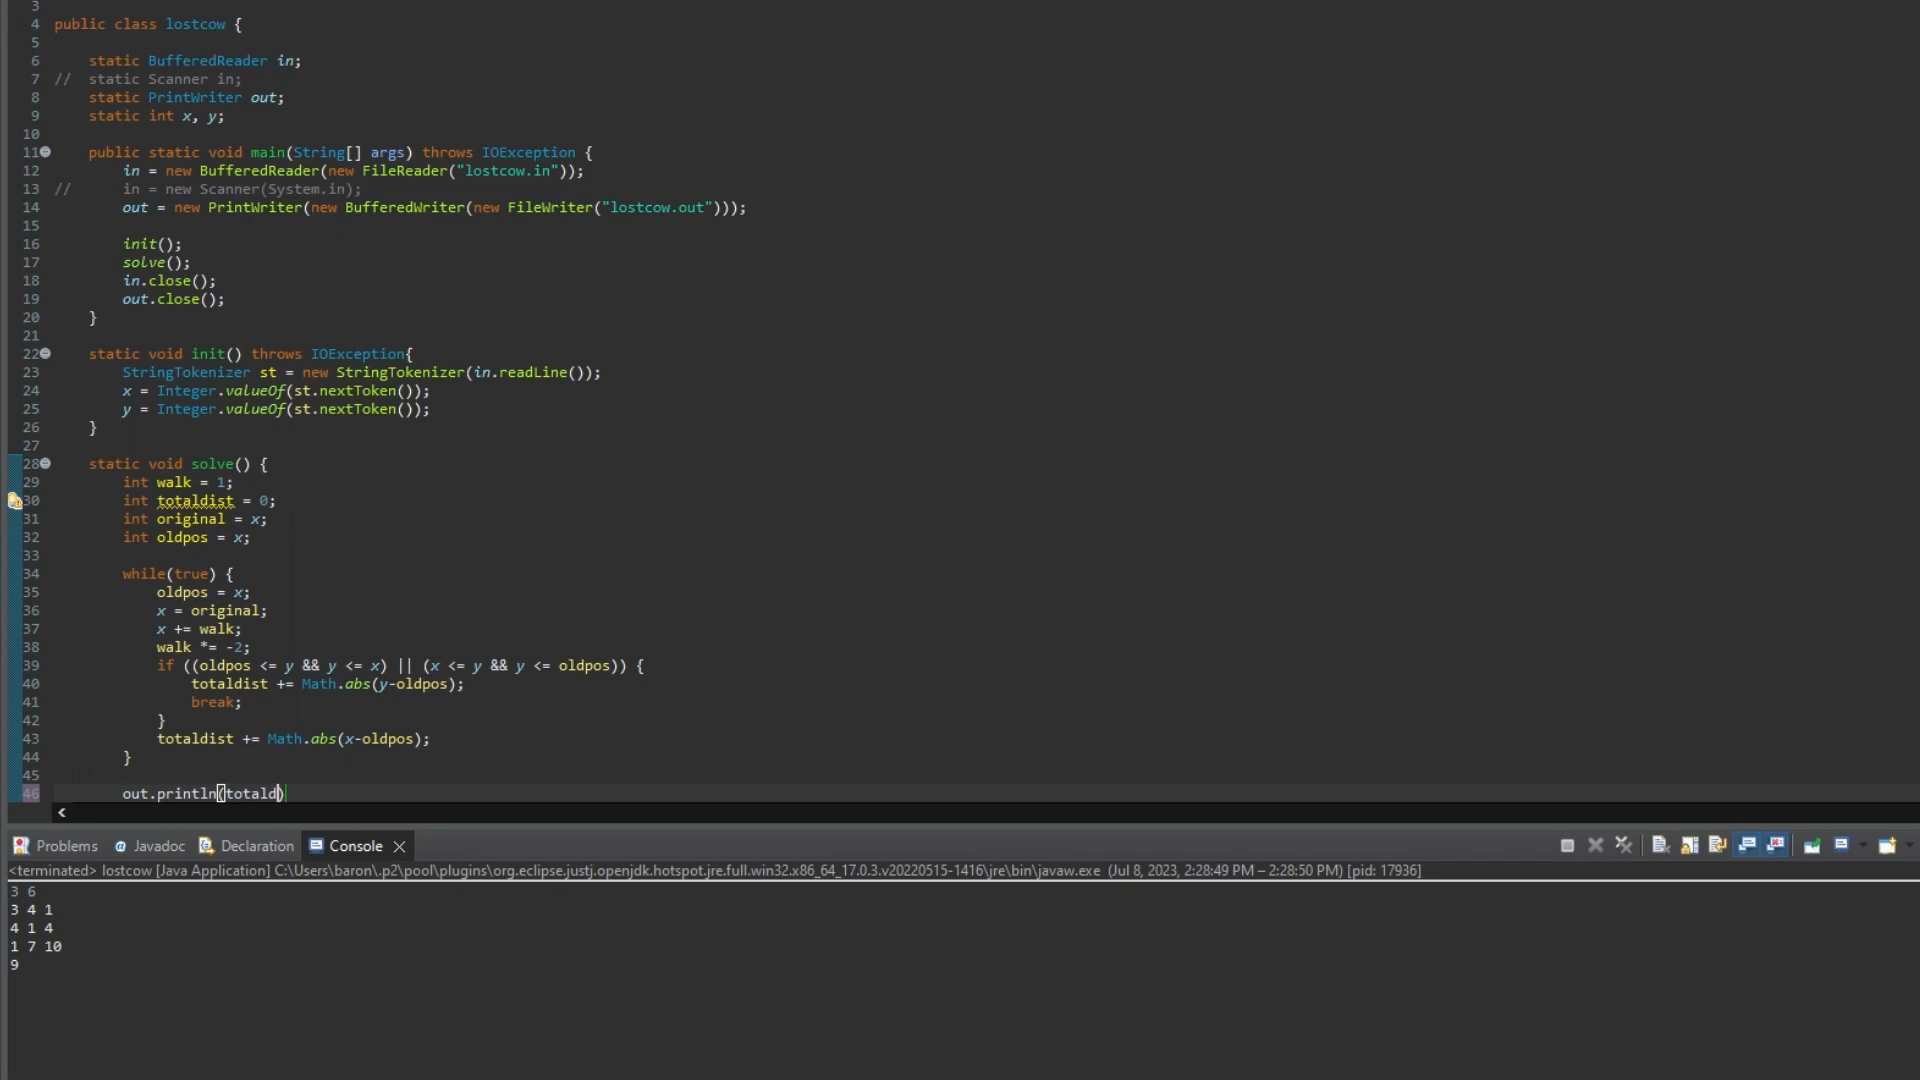 3
4 public class lostcow {
5
6     static BufferedReader in;
7 //  static Scanner in;
8     static PrintWriter out;
9     static int x, y;
10
11     public static void main(String[] args) throws IOException {
12         in = new BufferedReader(new FileReader("lostcow.in"));
13 //      in = new Scanner(System.in);
14         out = new PrintWriter(new BufferedWriter(new FileWriter("lostcow.out")));
15
16         init();
17         solve();
18         in.close();
19         out.close();
20     }
21
22     static void init() throws IOException{
23         StringTokenizer st = new StringTokenizer(in.readLine());
24         x = Integer.valueOf(st.nextToken());
25         y = Integer.valueOf(st.nextToken());
26     }
27
28     static void solve() {
29         int walk = 1;
30         int totaldist = 0;
31         int original = x;
32         int oldpos = x;
33
34         while(true) {
35             oldpos = x;
36             x = original;
37             x += walk;
38             walk *= -2;
39             if ((oldpos <= y && y <= x) || (x <= y && y <= oldpos)) {
40                 totaldist += Math.abs(y-oldpos);
41                 break;
42             }
43             totaldist += Math.abs(x-oldpos);
44         }
45
46         out.println(totald)
Problems Javadoc Declaration Console
<terminated> lostcow [Java Application] C:\Users\baron\.p2\pool\plugins\org.eclipse.justj.openjdk.hotspot.jre.full.win32.x86_64_17.0.3.v20220515-1416\jre\bin\javaw.exe (Jul 8, 2023, 2:28:49 PM – 2:28:50 PM) [pid: 17936]
3 6
3 4 1
4 1 4
1 7 10
9